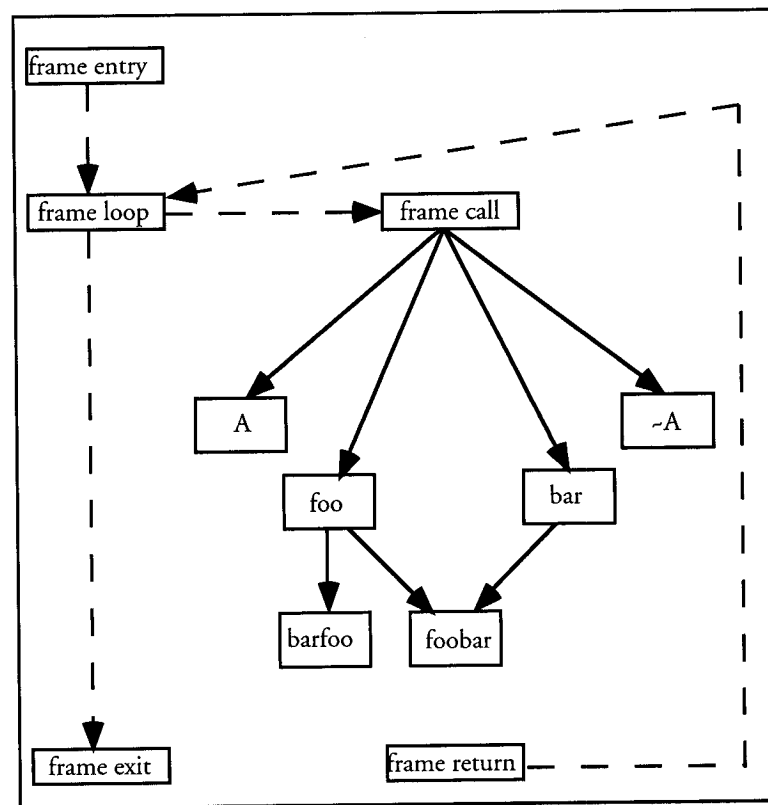 frame entry
frame loop
frame call
A
~A
foo
bar
barfoo
foobar
frame exit
frame return